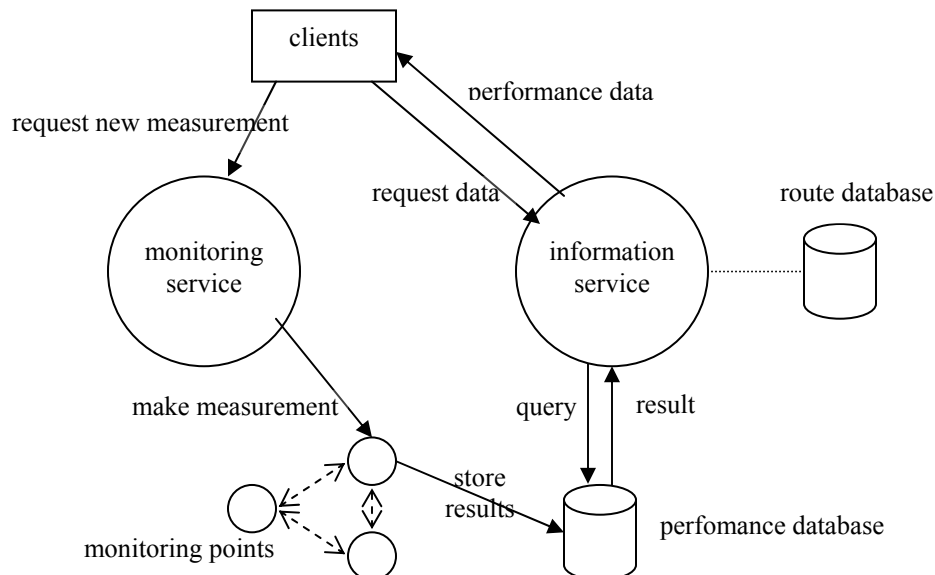 clients
performance data
request new measurement
request data
route database
monitoring
service
information
service
make measurement
query
result
store
results
perfomance database
monitoring points